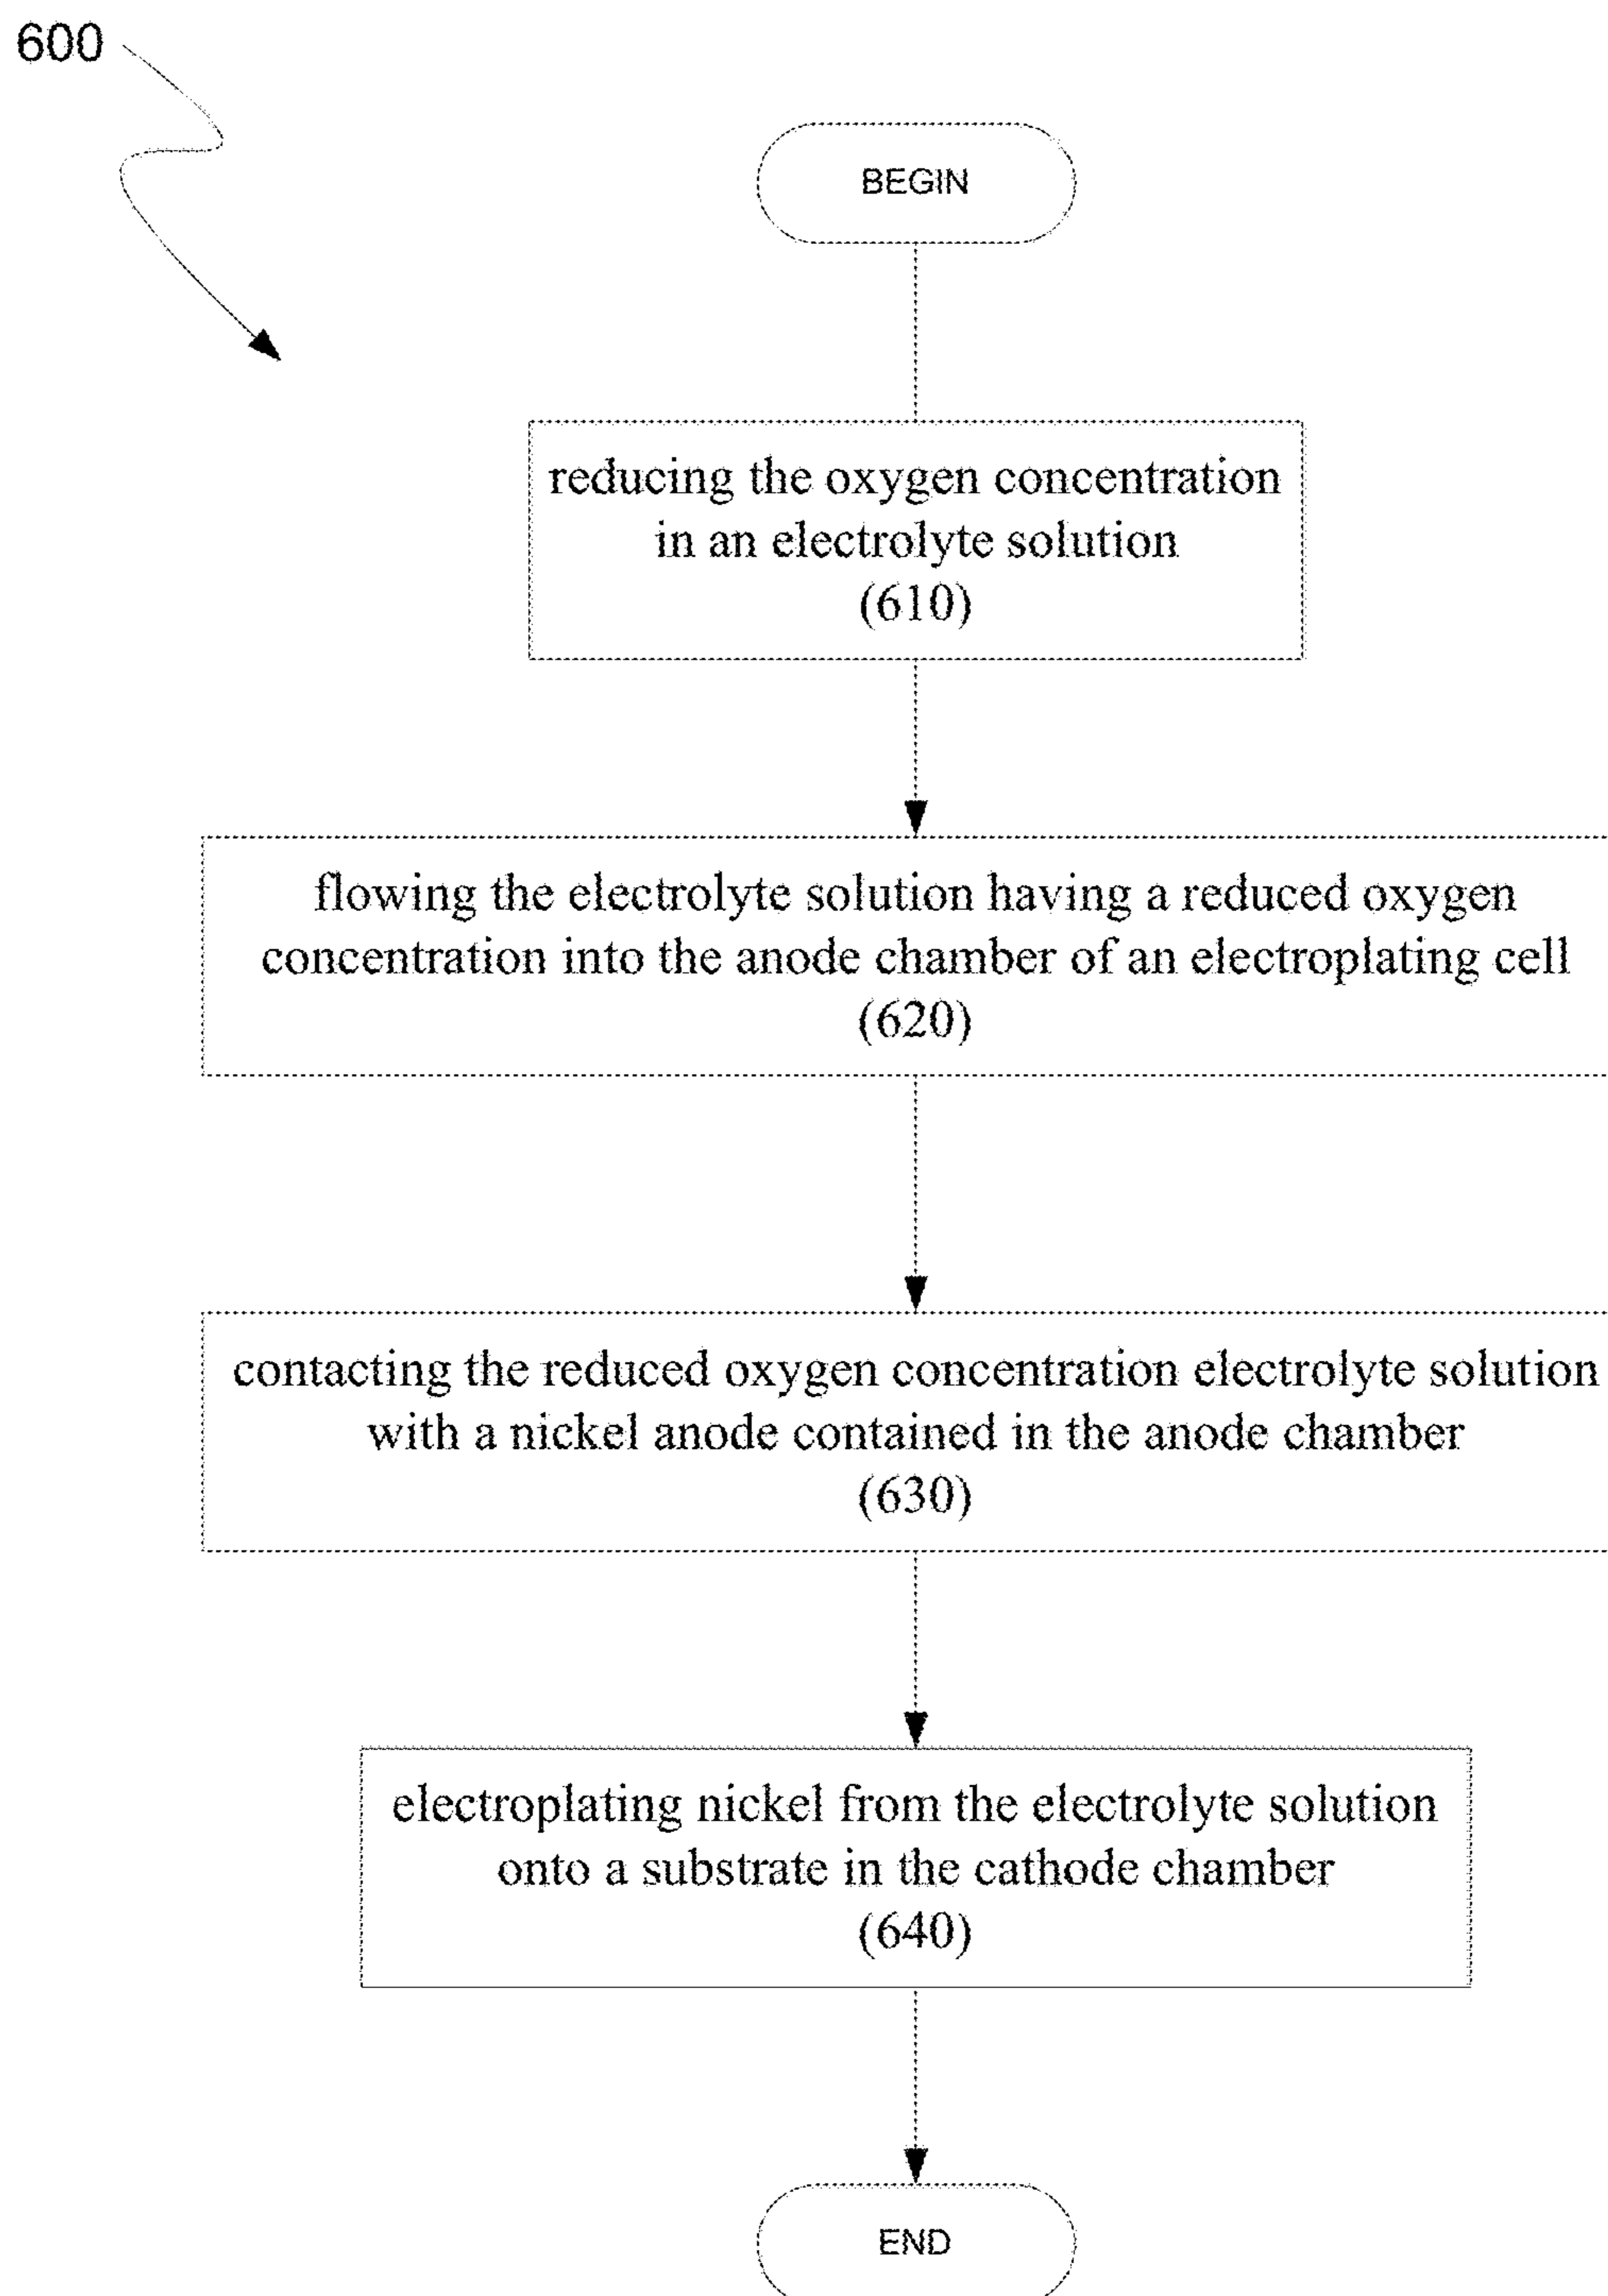 600
BEGIN
reducing the oxygen concentration
in an electrolyte solution
(610)
flowing the electrolyte solution having a reduced oxygen
concentration into the anode chamber of an electroplating cell
(620)
contacting the reduced oxygen concentration electrolyte solution
with a nickel anode contained in the anode chamber
(630)
electroplating nickel from the electrolyte solution
onto a substrate in the cathode chamber
(640)
END